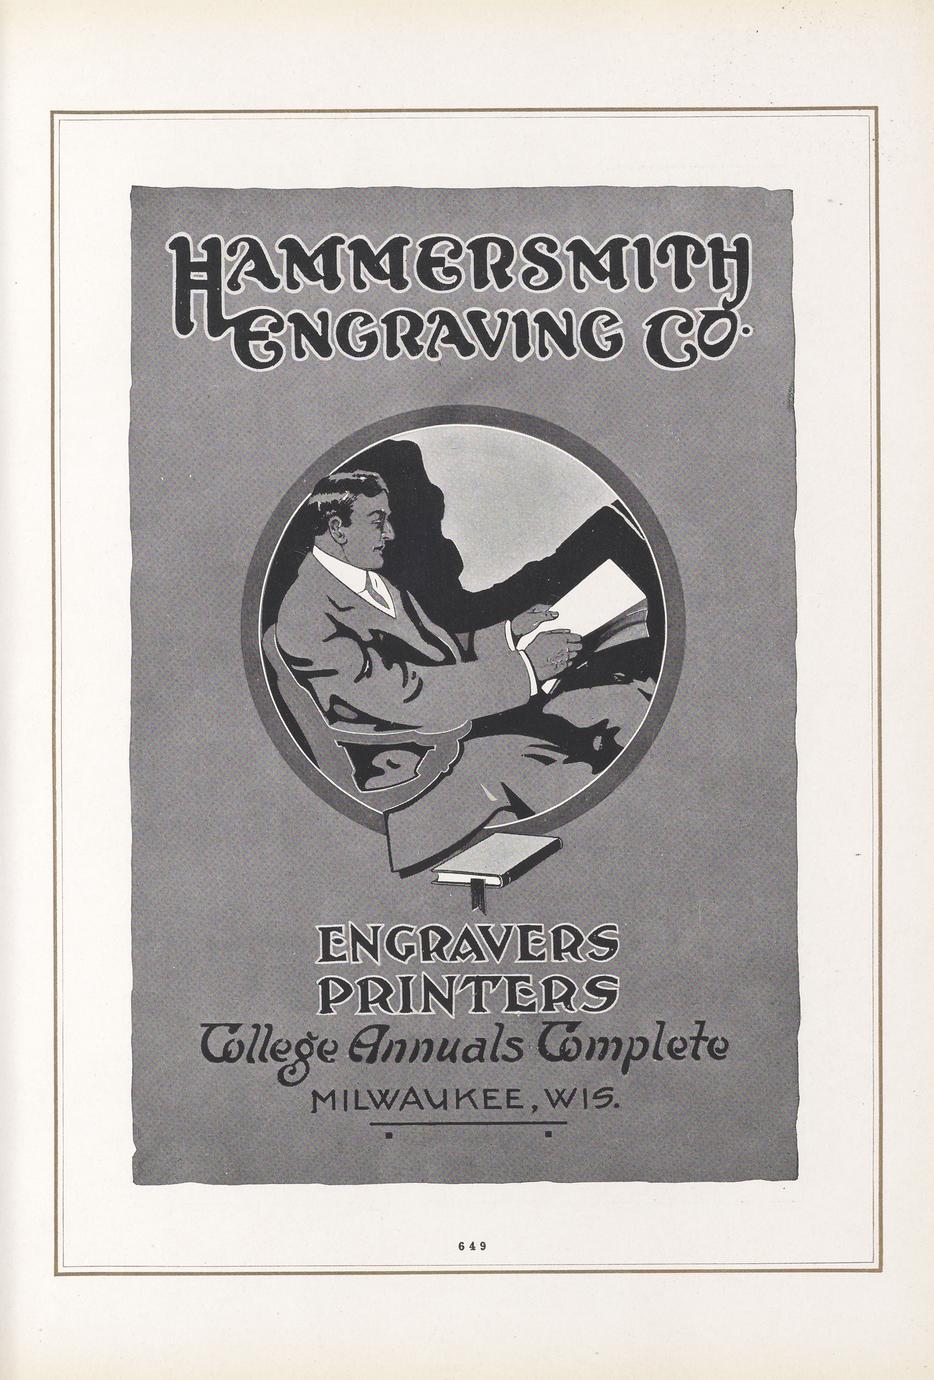 HAMMERSMITH
ENGRAVING CO.
ENGRAVERS
PRINTERS
College Annuals Complete
MILWAUKEE, WIS.
649